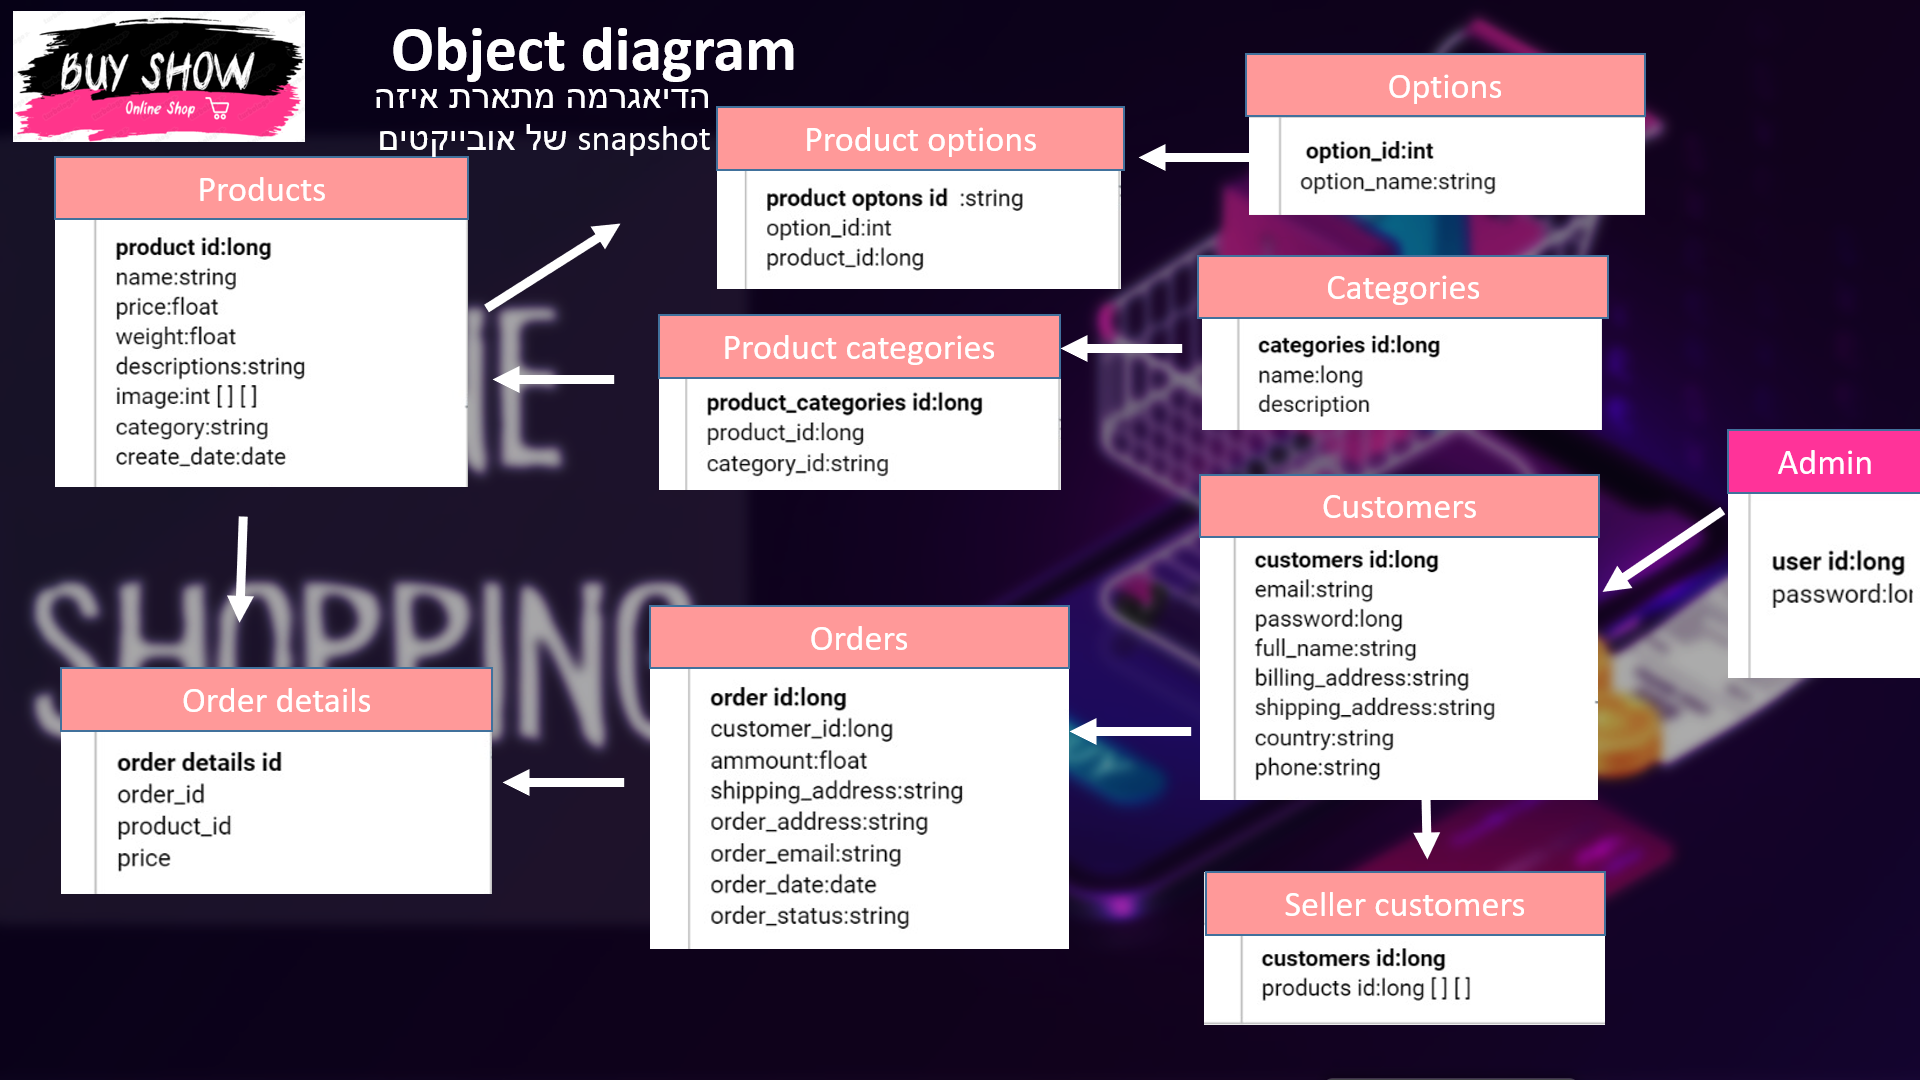 BUY SHOW
Online Shop
Object diagram
הדיאגרמה מתארת איזה
snapshot של אובייקטים
Products
product id:long
name:string
price:float
weight:float
descriptions:string
image:int [ ] [ ]
category:string
create_date:date
Product options
product optons id :string
option_id:int
product_id:long
Options
option_id:int
option_name:string
Product categories
product_categories id:long
product_id:long
category_id:string
Categories
categories id:long
name:long
description
Customers
customers id:long
email:string
password:long
full_name:string
billing_address:string
shipping_address:string
country:string
phone:string
Admin
user id:long
Order details
order details id
order_id
product_id
price
Orders
order id:long
customer_id:long
ammount:float
shipping_address:string
order_address:string
order_email:string
order_date:date
order_status:string
Seller customers
customers id:long
products id:long [ ] [ ]
SHOPPING